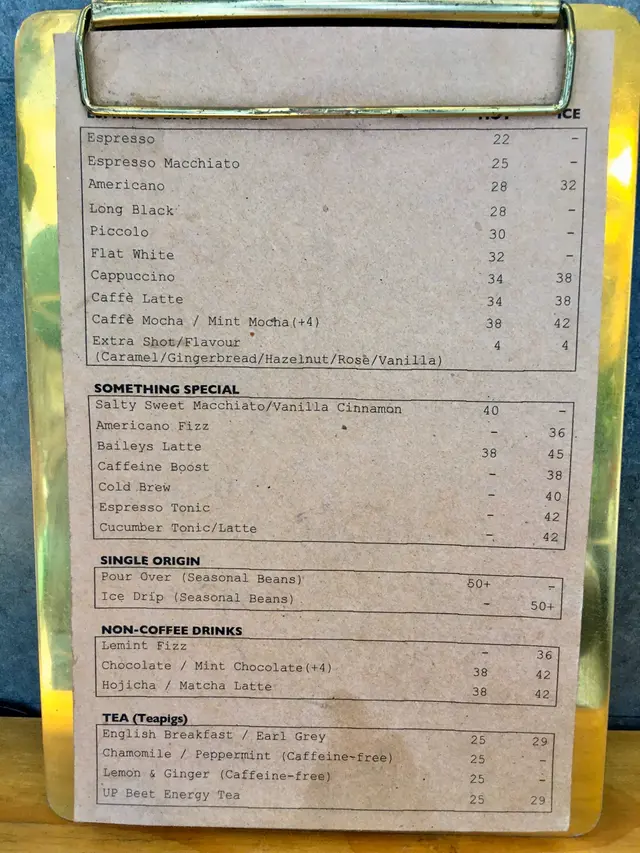 ICE
Espresso 22 -
Espresso Macchiato 25 -
Americano 28 32
Long Black 28 -
Piccolo 30 -
Flat White 32 -
Cappuccino 34 38
Caffè Latte 34 38
Caffè Mocha / Mint Mocha(+4) 38 42
Extra Shot/Flavour 4 4
(Caramel/Gingerbread/Hazelnut/Rose/Vanilla)
SOMETHING SPECIAL
Salty Sweet Macchiato/Vanilla Cinnamon 40 -
Americano Fizz - 36
Baileys Latte 38 45
Caffeine Boost - 38
Cold Brew - 40
Espresso Tonic - 42
Cucumber Tonic/Latte - 42
SINGLE ORIGIN
Pour Over (Seasonal Beans) 50+ -
Ice Drip (Seasonal Beans) - 50+
NON-COFFEE DRINKS
Lemint Fizz - 36
Chocolate / Mint Chocolate(+4) 38 42
Hojicha / Matcha Latte 38 42
TEA (Teapigs)
English Breakfast / Earl Grey 25 29
Chamomile / Peppermint (Caffeine-free) 25 -
Lemon & Ginger (Caffeine-free) 25 -
UP Beet Energy Tea 25 29